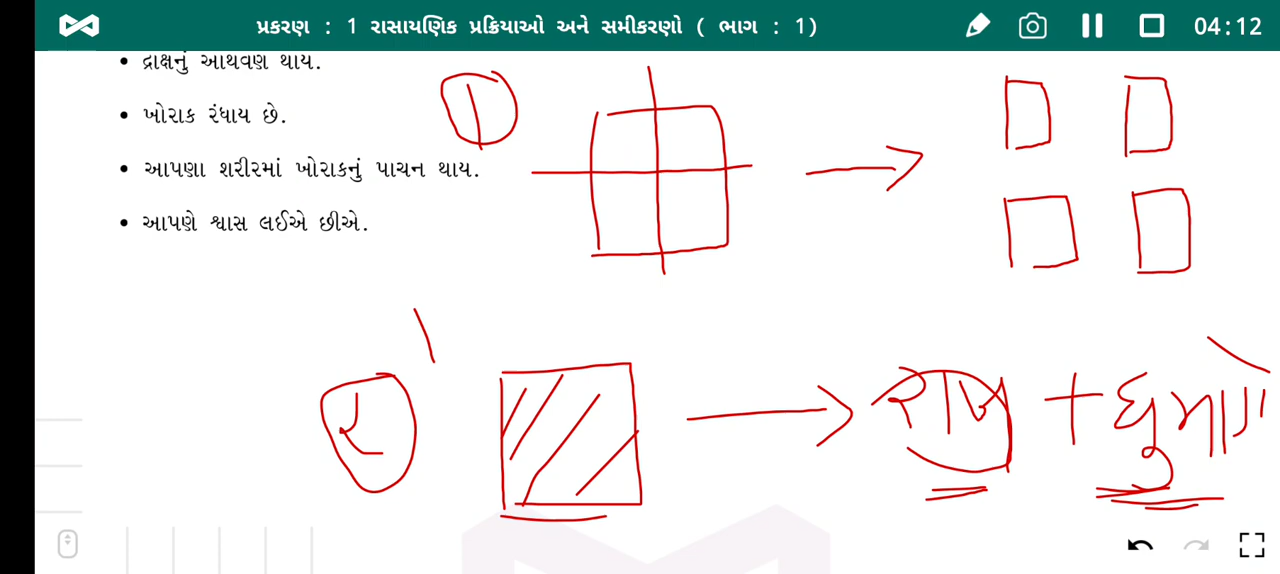 પ્રકરણ : 1 રાસાયણિક પ્રક્રિયાઓ અને સમીકરણો ( ભાગ : 1)
04:12
• દ્રાક્ષનું આથવણ થાય.
• ખોરાક રંધાય છે.
• આપણા શરીરમાં ખોરાકનું પાચન થાય.
• આપણે શ્વાસ લઈએ છીએ.
1
૨
રાખ + ધુમાડો